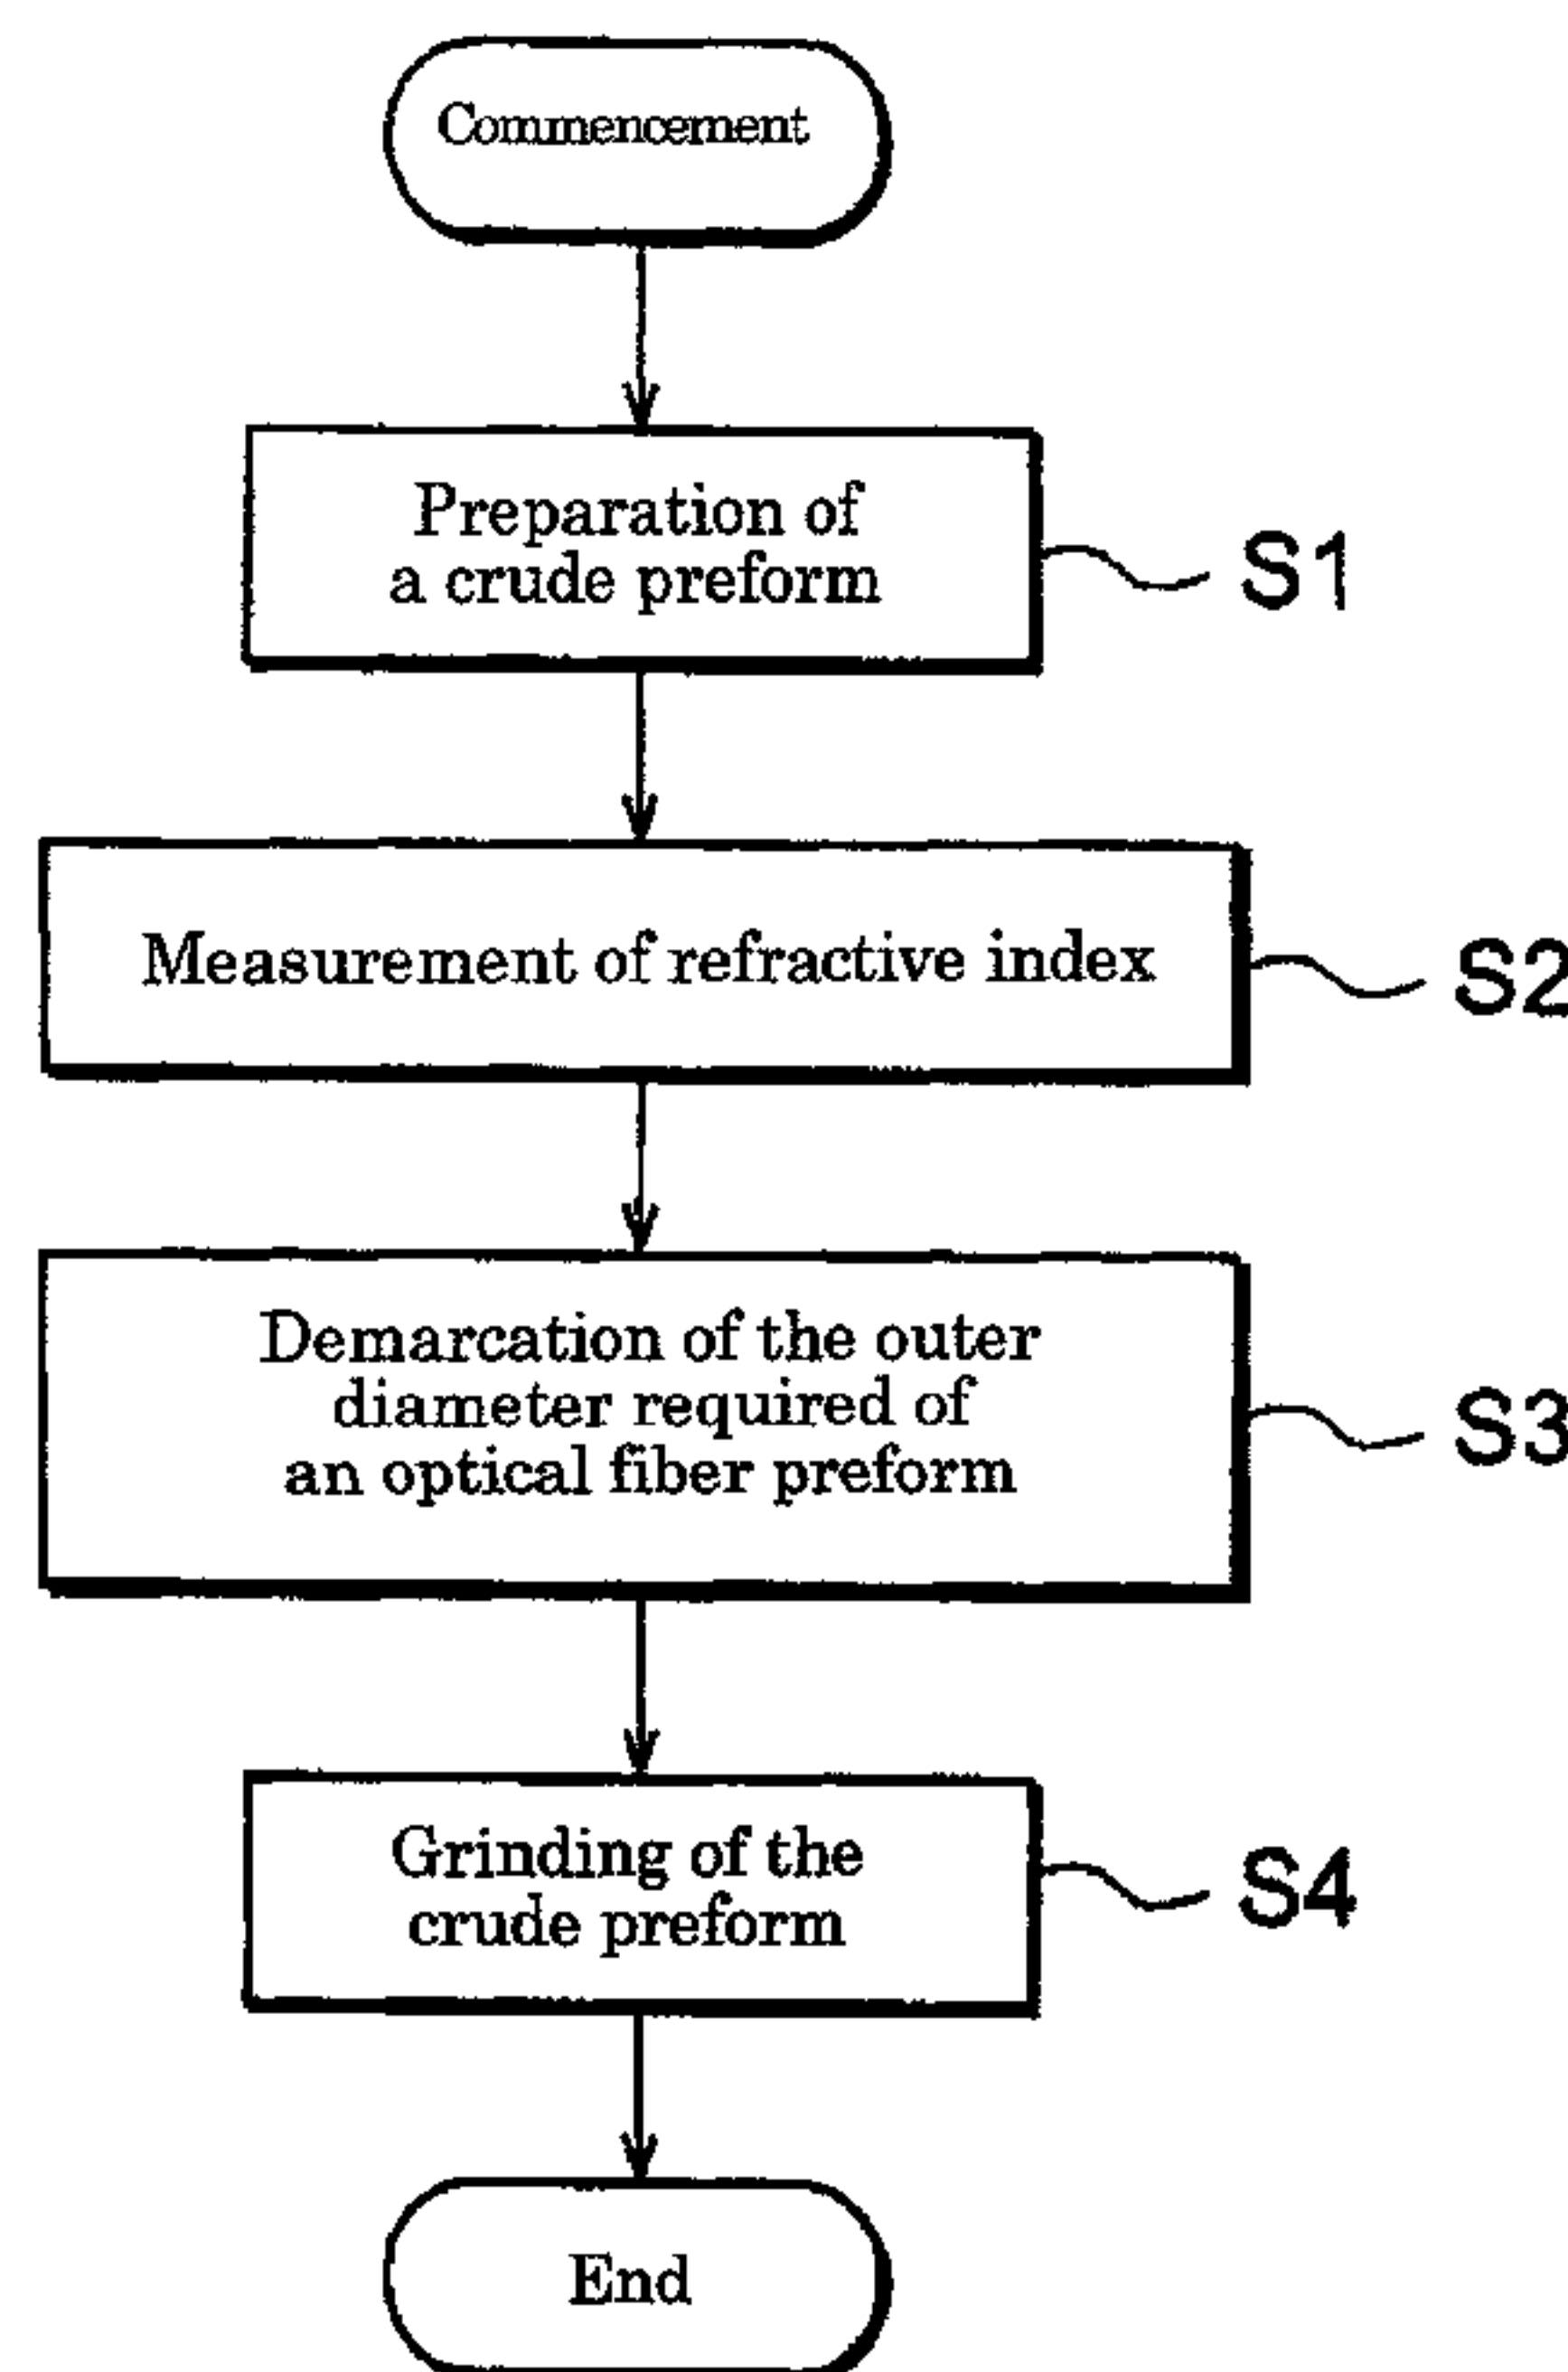 Commencement
Preparation of
a crude preform
S1
Measurement of refractive index
S2
Demarcation of the outer
diameter required of
an optical fiber preform
S3
Grinding of the
crude preform
S4
End